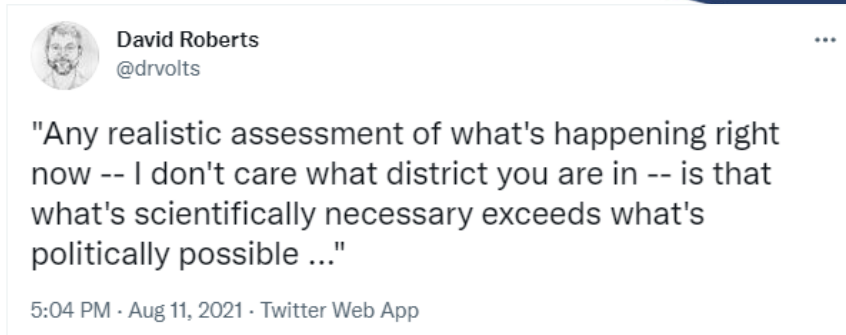 David Roberts
@drvolts
"Any realistic assessment of what's happening right
now -- I don't care what district you are in -- is that
what's scientifically necessary exceeds what's
politically possible ..."
5:04 PM · Aug 11, 2021 · Twitter Web App